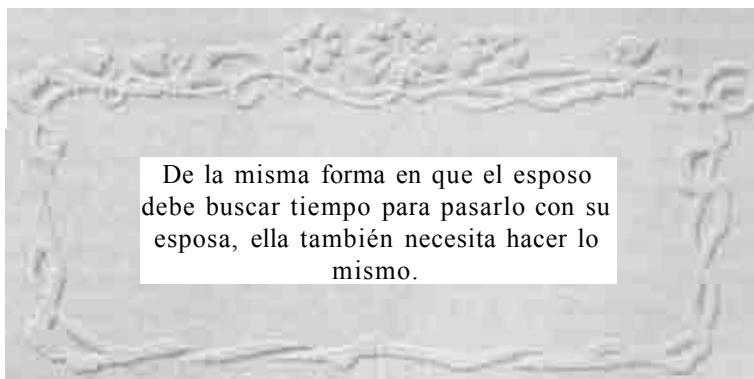 De la misma forma en que el esposo
debe buscar tiempo para pasarlo con su
esposa, ella también necesita hacer lo
mismo.